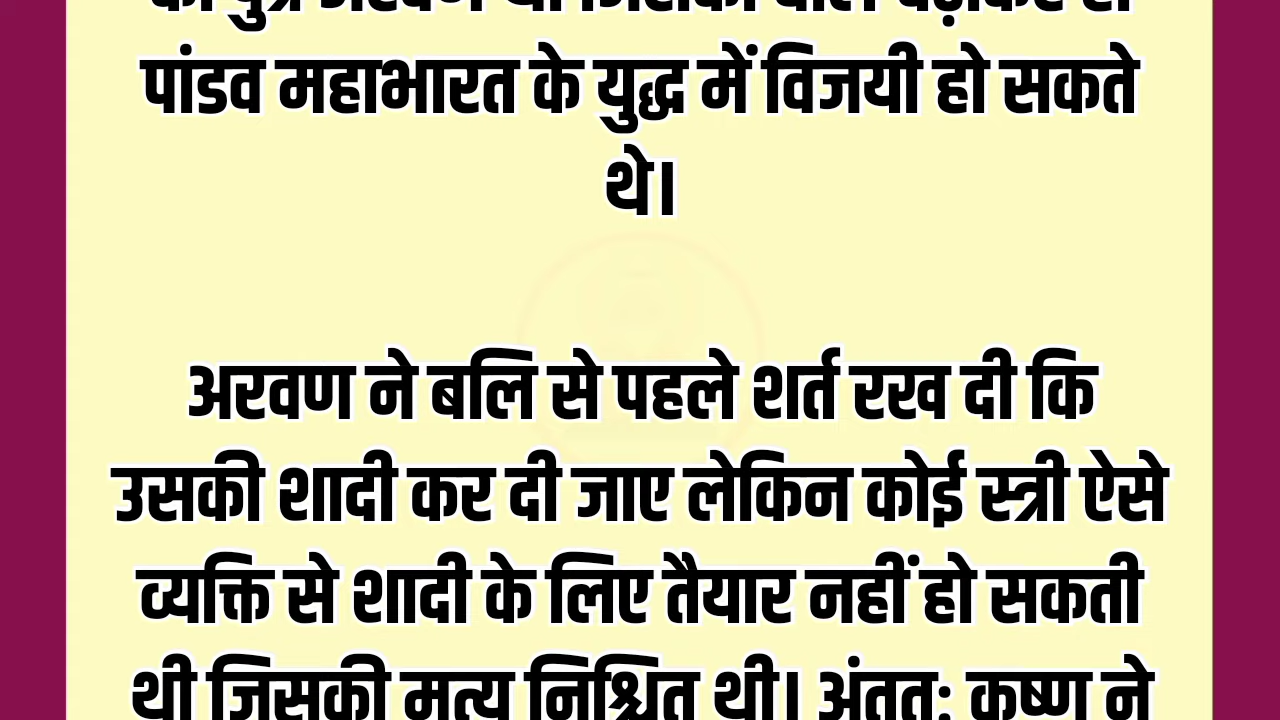 पांडव महाभारत के युद्ध में विजयी हो सकते
थे।
अरवण ने बलि से पहले शर्त रख दी कि
उसकी शादी कर दी जाए लेकिन कोई स्त्री ऐसे
व्यक्ति से शादी के लिए तैयार नहीं हो सकती
थी जिसकी मृत्यु निश्चित थी। अंततः कृष्ण ने